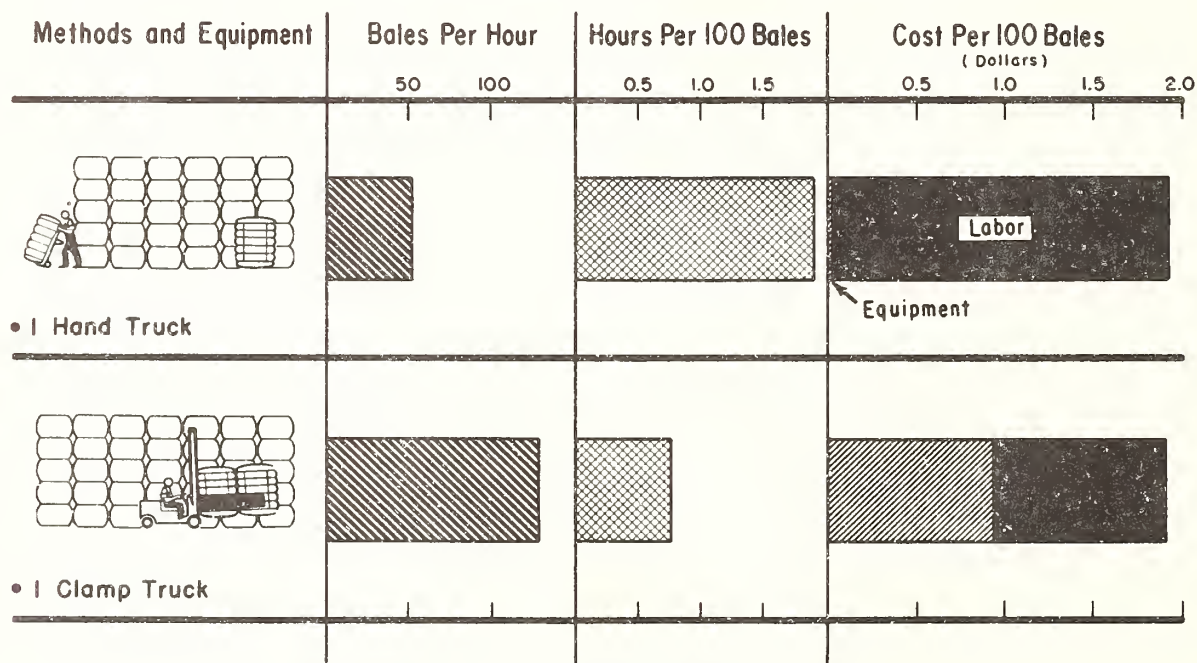 Methods and Equipment
Bales Per Hour
Hours Per 100 Bales
Cost Per 100 Bales
(Dollars)
50 100
0.5 1.0 1.5
0.5 1.0 1.5 2.0
Labor
Equipment
• 1 Hand Truck
• 1 Clamp Truck